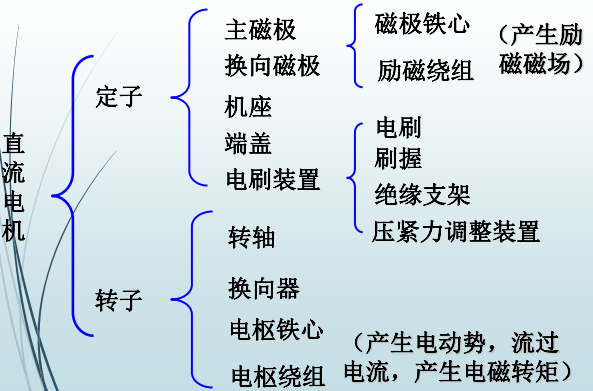 直流电机
定子
主磁极
磁极铁心
励磁绕组
（产生励
磁磁场）
换向磁极
机座
端盖
电刷装置
电刷
刷握
绝缘支架
压紧力调整装置
转子
转轴
换向器
电枢铁心
电枢绕组
（产生电动势，流过
电流，产生电磁转矩）